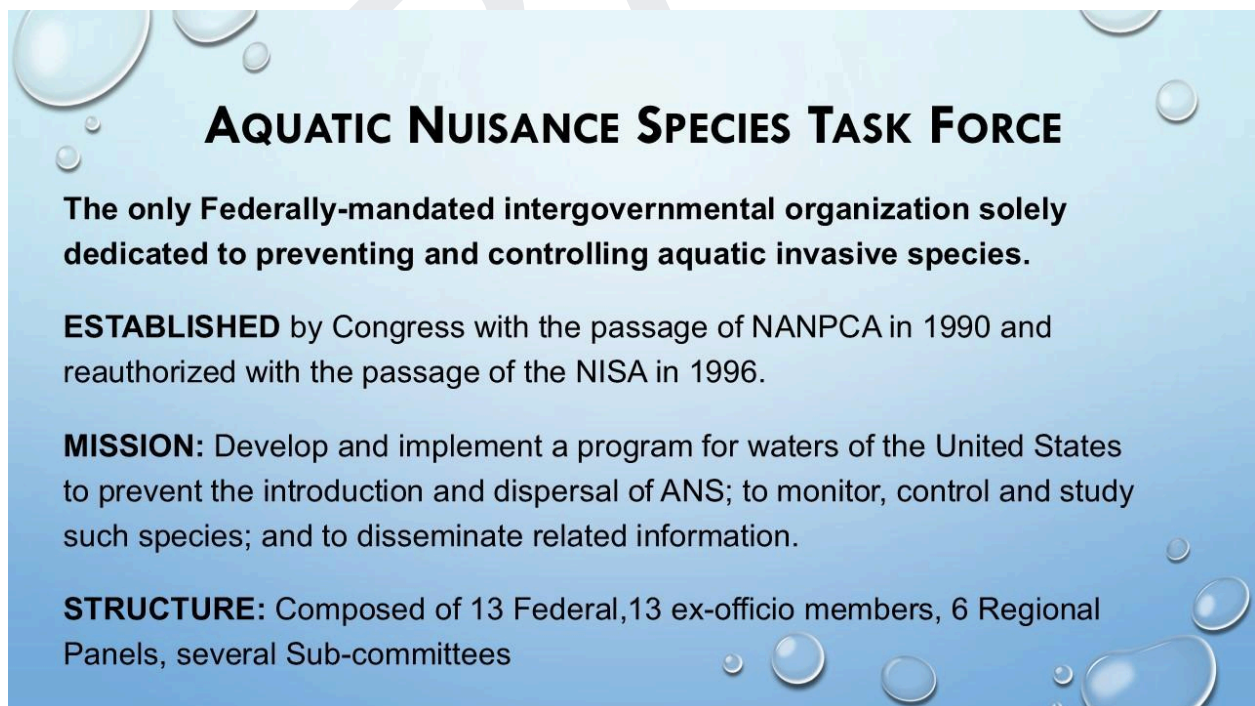 AQUATIC NUISANCE SPECIES TASK FORCE
The only Federally-mandated intergovernmental organization solely
dedicated to preventing and controlling aquatic invasive species.
ESTABLISHED by Congress with the passage of NANPCA in 1990 and
reauthorized with the passage of the NISA in 1996.
MISSION: Develop and implement a program for waters of the United States
to prevent the introduction and dispersal of ANS; to monitor, control and study
such species; and to disseminate related information.
STRUCTURE: Composed of 13 Federal,13 ex-officio members, 6 Regional
Panels, several Sub-committees